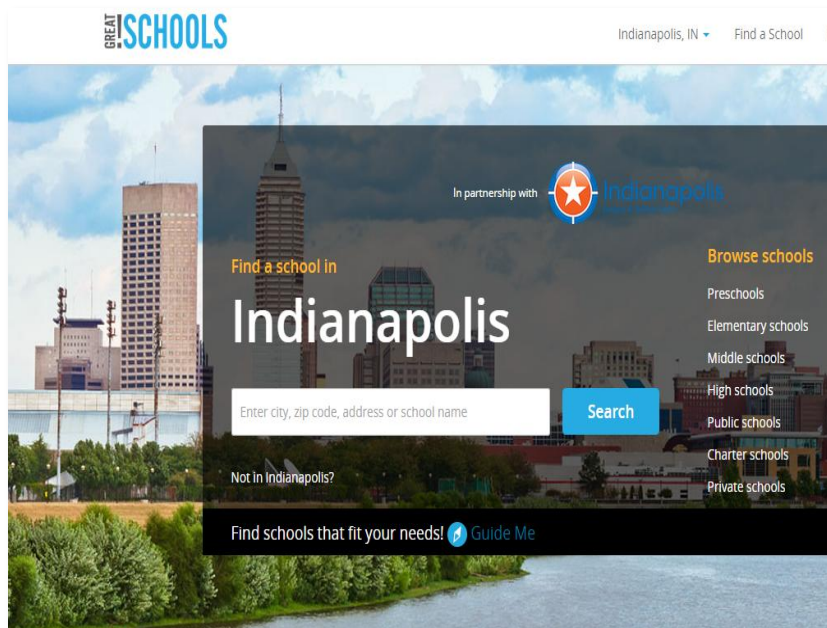 GREAT!SCHOOLS
Indianapolis, IN
Find a School
In partnership with
Indianapolis
Find a school in
Indianapolis
Enter city, zip code, address or school name
Search
Not in Indianapolis?
Browse schools
Preschools
Elementary schools
Middle schools
High schools
Public schools
Charter schools
Private schools
Find schools that fit your needs! Guide Me